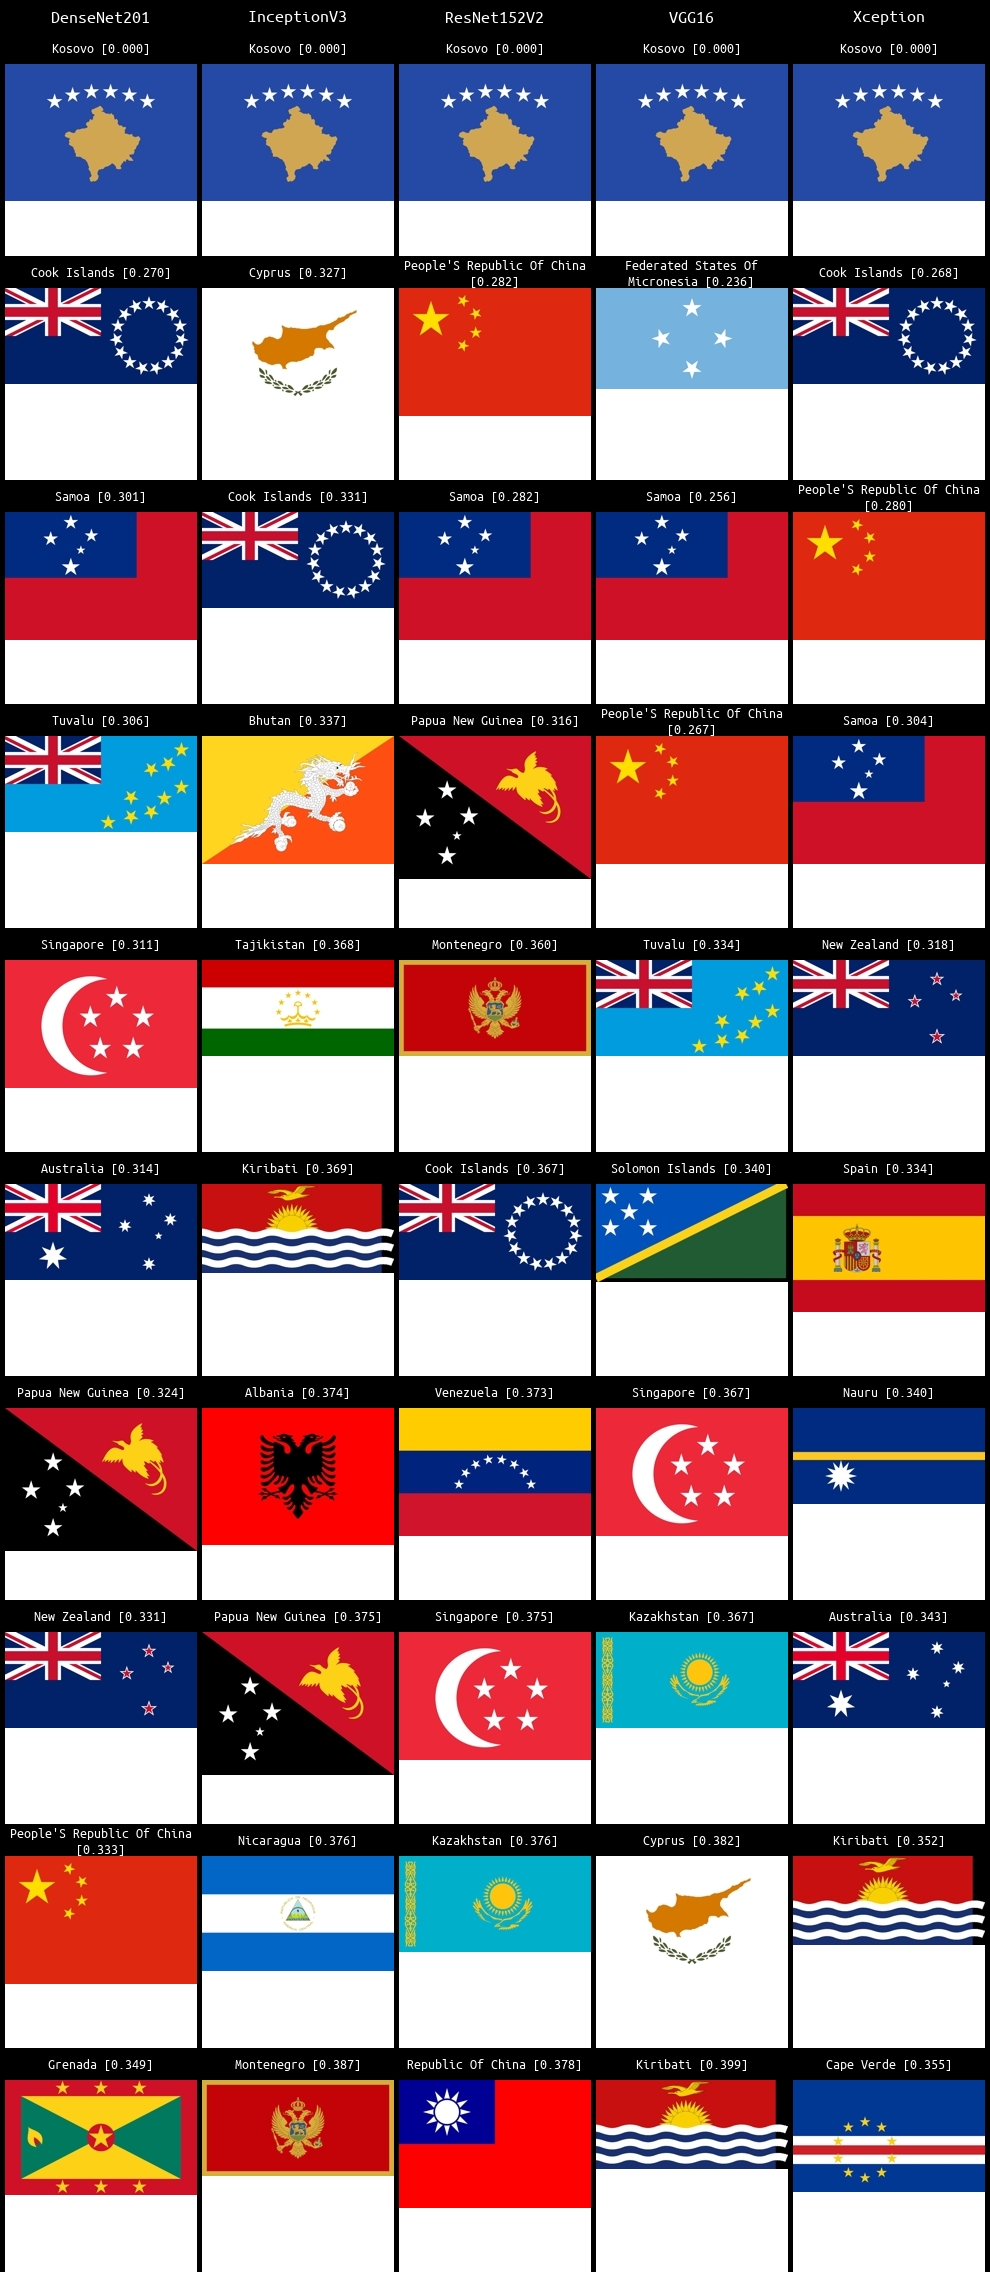 DenseNet201 InceptionV3 ResNet152V2 VGG16 Xception
Kosovo [0.000] Kosovo [0.000] Kosovo [0.000] Kosovo [0.000] Kosovo [0.000]
Cook Islands [0.270] Cyprus [0.327] People'S Republic Of China
[0.282] Federated States Of
Micronesia [0.236] Cook Islands [0.268]
Samoa [0.301] Cook Islands [0.331] Samoa [0.282] Samoa [0.256] People'S Republic Of China
[0.280]
Tuvalu [0.306] Bhutan [0.337] Papua New Guinea [0.316] People'S Republic Of China
[0.267] Samoa [0.304]
Singapore [0.311] Tajikistan [0.368] Montenegro [0.360] Tuvalu [0.334] New Zealand [0.318]
Australia [0.314] Kiribati [0.369] Cook Islands [0.367] Solomon Islands [0.340] Spain [0.334]
Papua New Guinea [0.324] Albania [0.374] Venezuela [0.373] Singapore [0.367] Nauru [0.340]
New Zealand [0.331] Papua New Guinea [0.375] Singapore [0.375] Kazakhstan [0.367] Australia [0.343]
People'S Republic Of China
[0.333] Nicaragua [0.376] Kazakhstan [0.376] Cyprus [0.382] Kiribati [0.352]
Grenada [0.349] Montenegro [0.387] Republic Of China [0.378] Kiribati [0.399] Cape Verde [0.355]